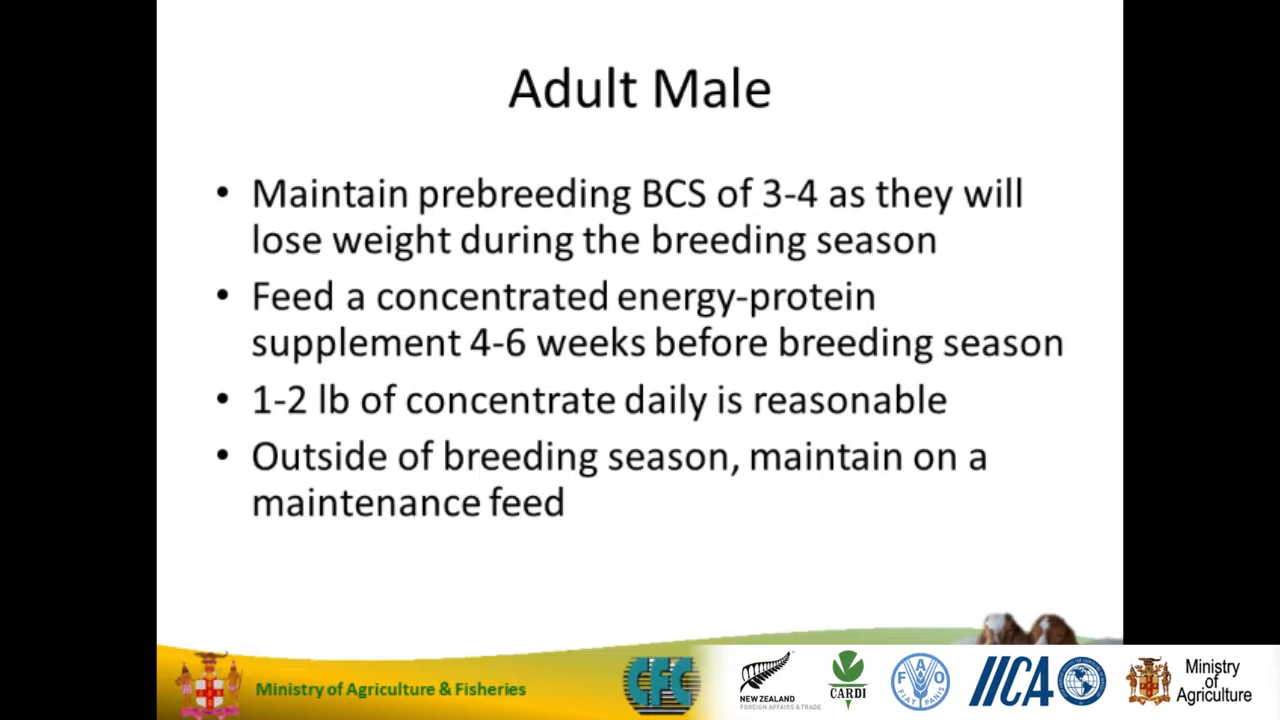 Adult Male
• Maintain prebreeding BCS of 3-4 as they will
lose weight during the breeding season
• Feed a concentrated energy-protein
supplement 4-6 weeks before breeding season
• 1-2 lb of concentrate daily is reasonable
• Outside of breeding season, maintain on a
maintenance feed
Ministry of Agriculture & Fisheries
CFC
NEW ZEALAND
FOREIGN AFFAIRS & TRADE
CARDI
FAO
FIAT PANIS
IICA
Ministry
of
Agriculture